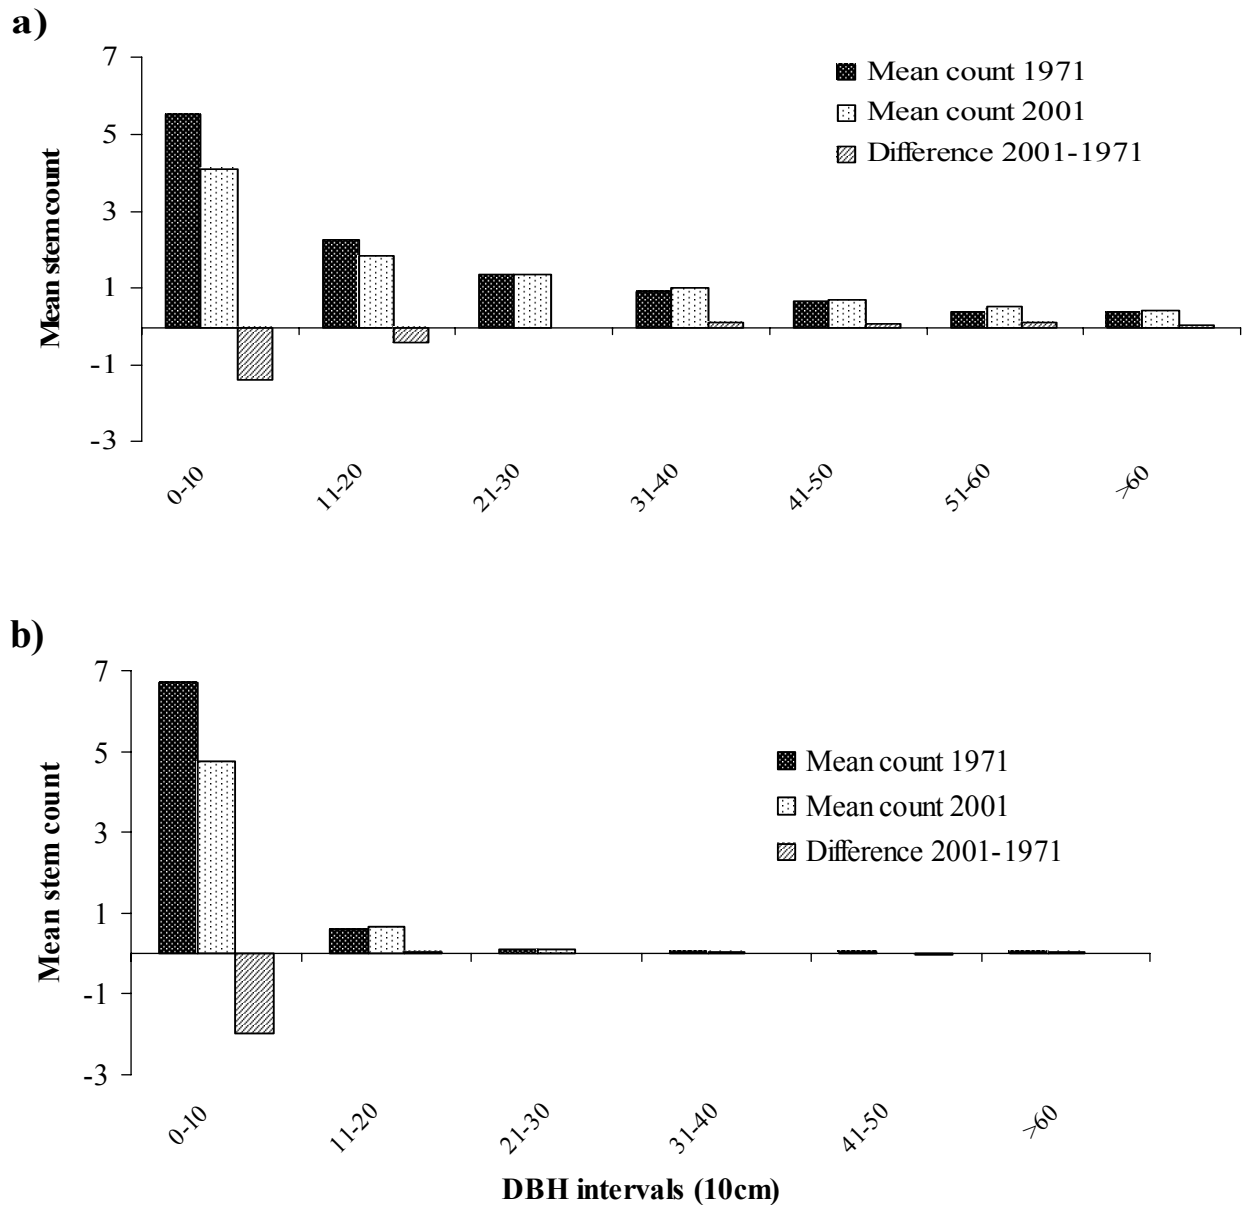 a)
7
5
3
1
-1
-3
Mean stem count
Mean count 1971
Mean count 2001
Difference 2001-1971
0-10
11-20
21-30
31-40
41-50
51-60
>60
b)
7
5
3
1
-1
-3
Mean stem count
Mean count 1971
Mean count 2001
Difference 2001-1971
0-10
11-20
21-30
31-40
41-50
>60
DBH intervals (10cm)